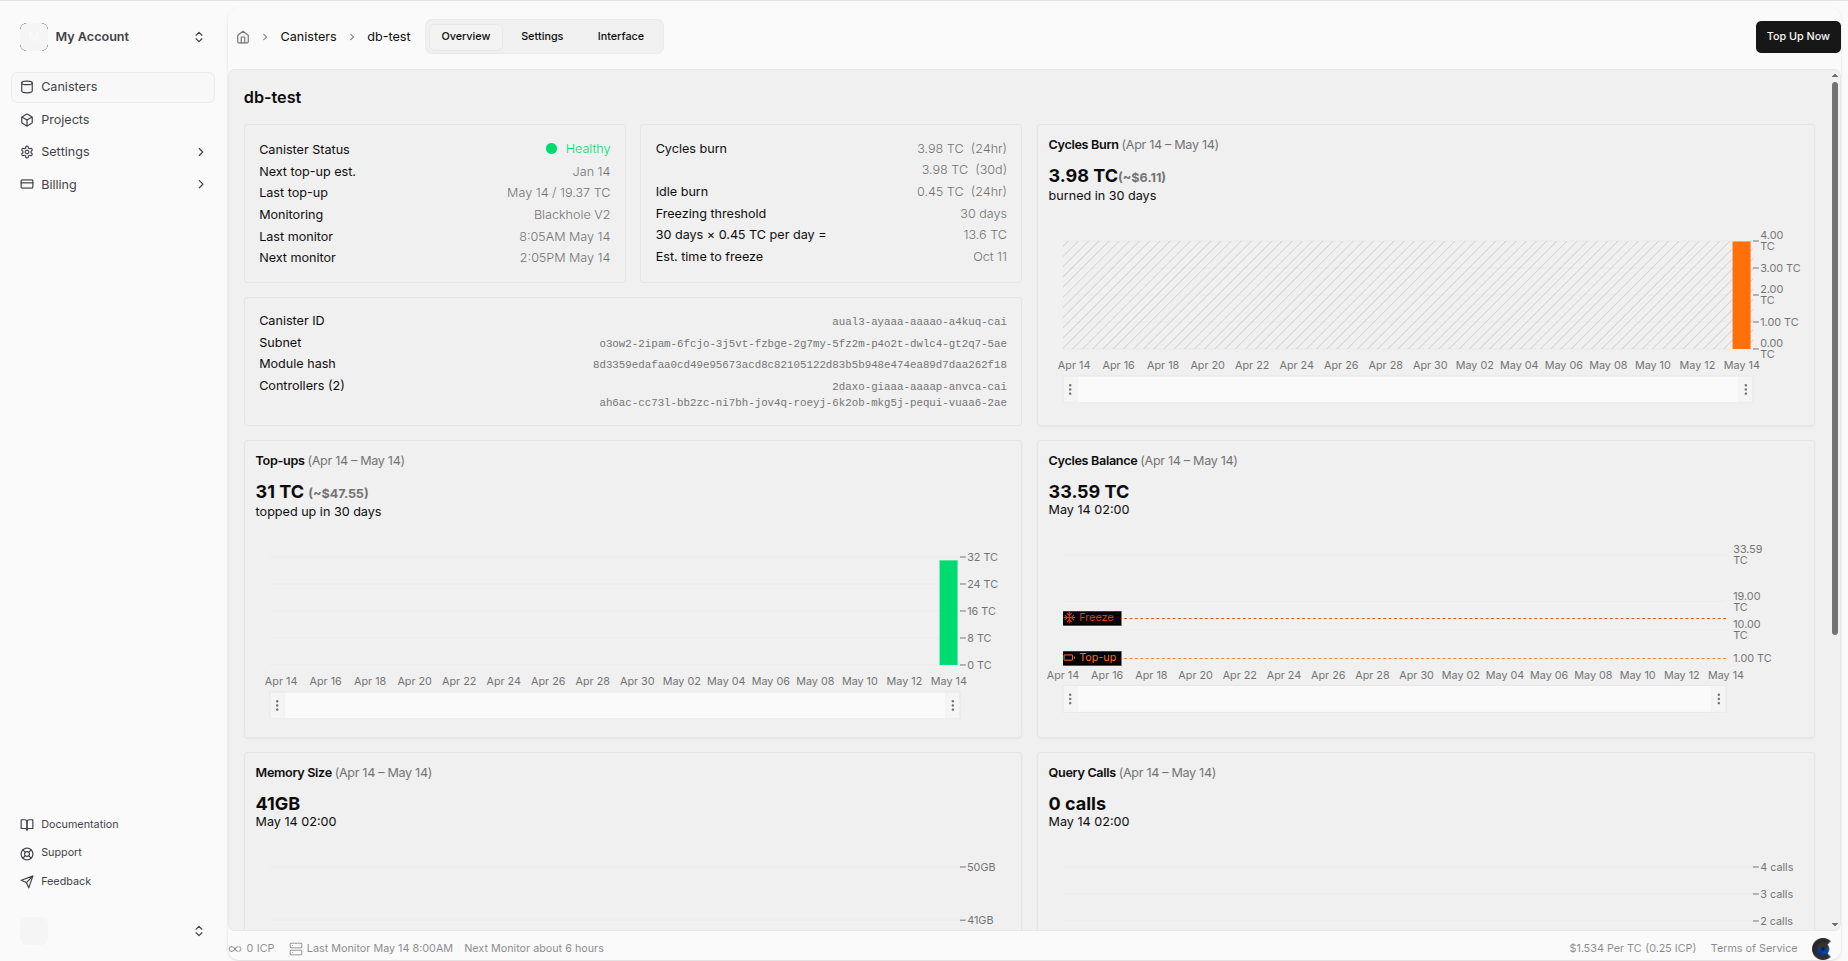 My Account
Canisters
Projects
Settings
Billing
Documentation
Support
Feedback
Canisters
db-test
Overview
Settings
Interface
Top Up Now
db-test
Canister Status Healthy
Next top-up est. Jan 14
Last top-up May 14 / 19.37 TC
Monitoring Blackhole V2
Last monitor 8:05AM May 14
Next monitor 2:05PM May 14
Cycles burn 3.98 TC (24hr)
3.98 TC (30d)
Idle burn 0.45 TC (24hr)
Freezing threshold 30 days
30 days × 0.45 TC per day = 13.6 TC
Est. time to freeze Oct 11
Canister ID aual3-ayaaa-aaaao-a4kuq-cai
Subnet o3ow2-2ipam-6fcjo-3j5vt-fzbge-2g7my-5fz2m-p4o2t-dwlc4-gt2q7-5ae
Module hash 8d3359edafaa0cd49e95673acd8c82105122d83b5b948e474ea89d7daa262f18
Controllers (2) 2daxo-giaaa-aaaap-anvca-cai
ah6ac-cc73l-bb2zc-ni7bh-jov4q-roeyj-6k2ob-mkg5j-pequi-vuaa6-2ae
Cycles Burn (Apr 14 – May 14)
3.98 TC(~$6.11)
burned in 30 days
4.00
TC
3.00 TC
2.00
TC
1.00 TC
0.00
TC
Apr 14 Apr 16 Apr 18 Apr 20 Apr 22 Apr 24 Apr 26 Apr 28 Apr 30 May 02 May 04 May 06 May 08 May 10 May 12 May 14
Top-ups (Apr 14 – May 14)
31 TC (~$47.55)
topped up in 30 days
32 TC
24 TC
16 TC
8 TC
0 TC
Apr 14 Apr 16 Apr 18 Apr 20 Apr 22 Apr 24 Apr 26 Apr 28 Apr 30 May 02 May 04 May 06 May 08 May 10 May 12 May 14
Cycles Balance (Apr 14 – May 14)
33.59 TC
May 14 02:00
33.59
TC
19.00
TC
Freeze
10.00
TC
Top-up
1.00 TC
Apr 14 Apr 16 Apr 18 Apr 20 Apr 22 Apr 24 Apr 26 Apr 28 Apr 30 May 02 May 04 May 06 May 08 May 10 May 12 May 14
Memory Size (Apr 14 – May 14)
41GB
May 14 02:00
50GB
41GB
Query Calls (Apr 14 – May 14)
0 calls
May 14 02:00
4 calls
3 calls
2 calls
0 ICP
Last Monitor May 14 8:00AM
Next Monitor about 6 hours
$1.534 Per TC (0.25 ICP)
Terms of Service